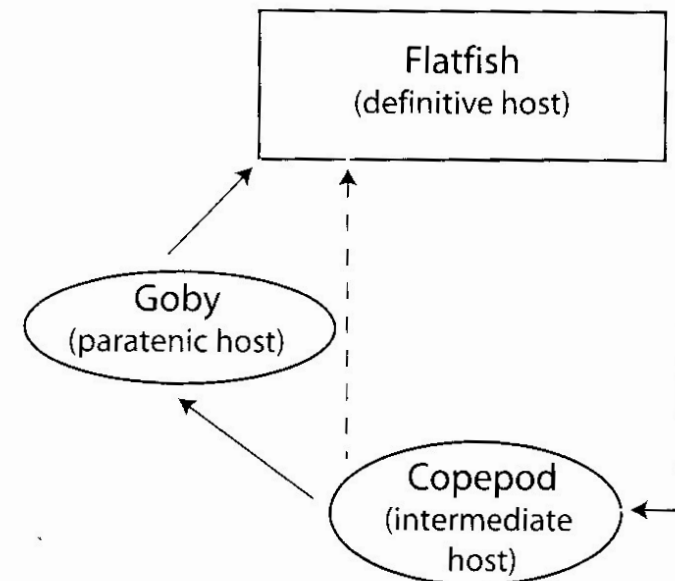 Flatfish
(definitive host)
Goby
(paratenic host)
Copepod
(intermediate
host)